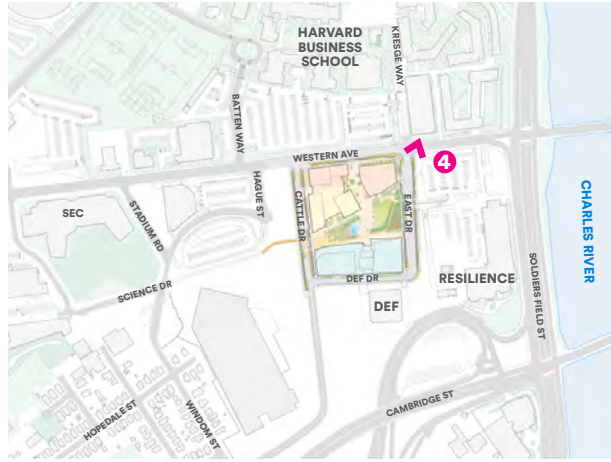 HARVARD
BUSINESS
SCHOOL
KRESGE WAY
BATTEN WAY
WESTERN AVE
4
HAGUE ST
CATTLE DR
EAST DR
SEC
STADIUM RD
CHARLES RIVER
SCIENCE DR
DEF DR
RESILIENCE
SOLDIERS FIELD ST
DEF
HOPEDALE ST
WINDOM ST
CAMBRIDGE ST